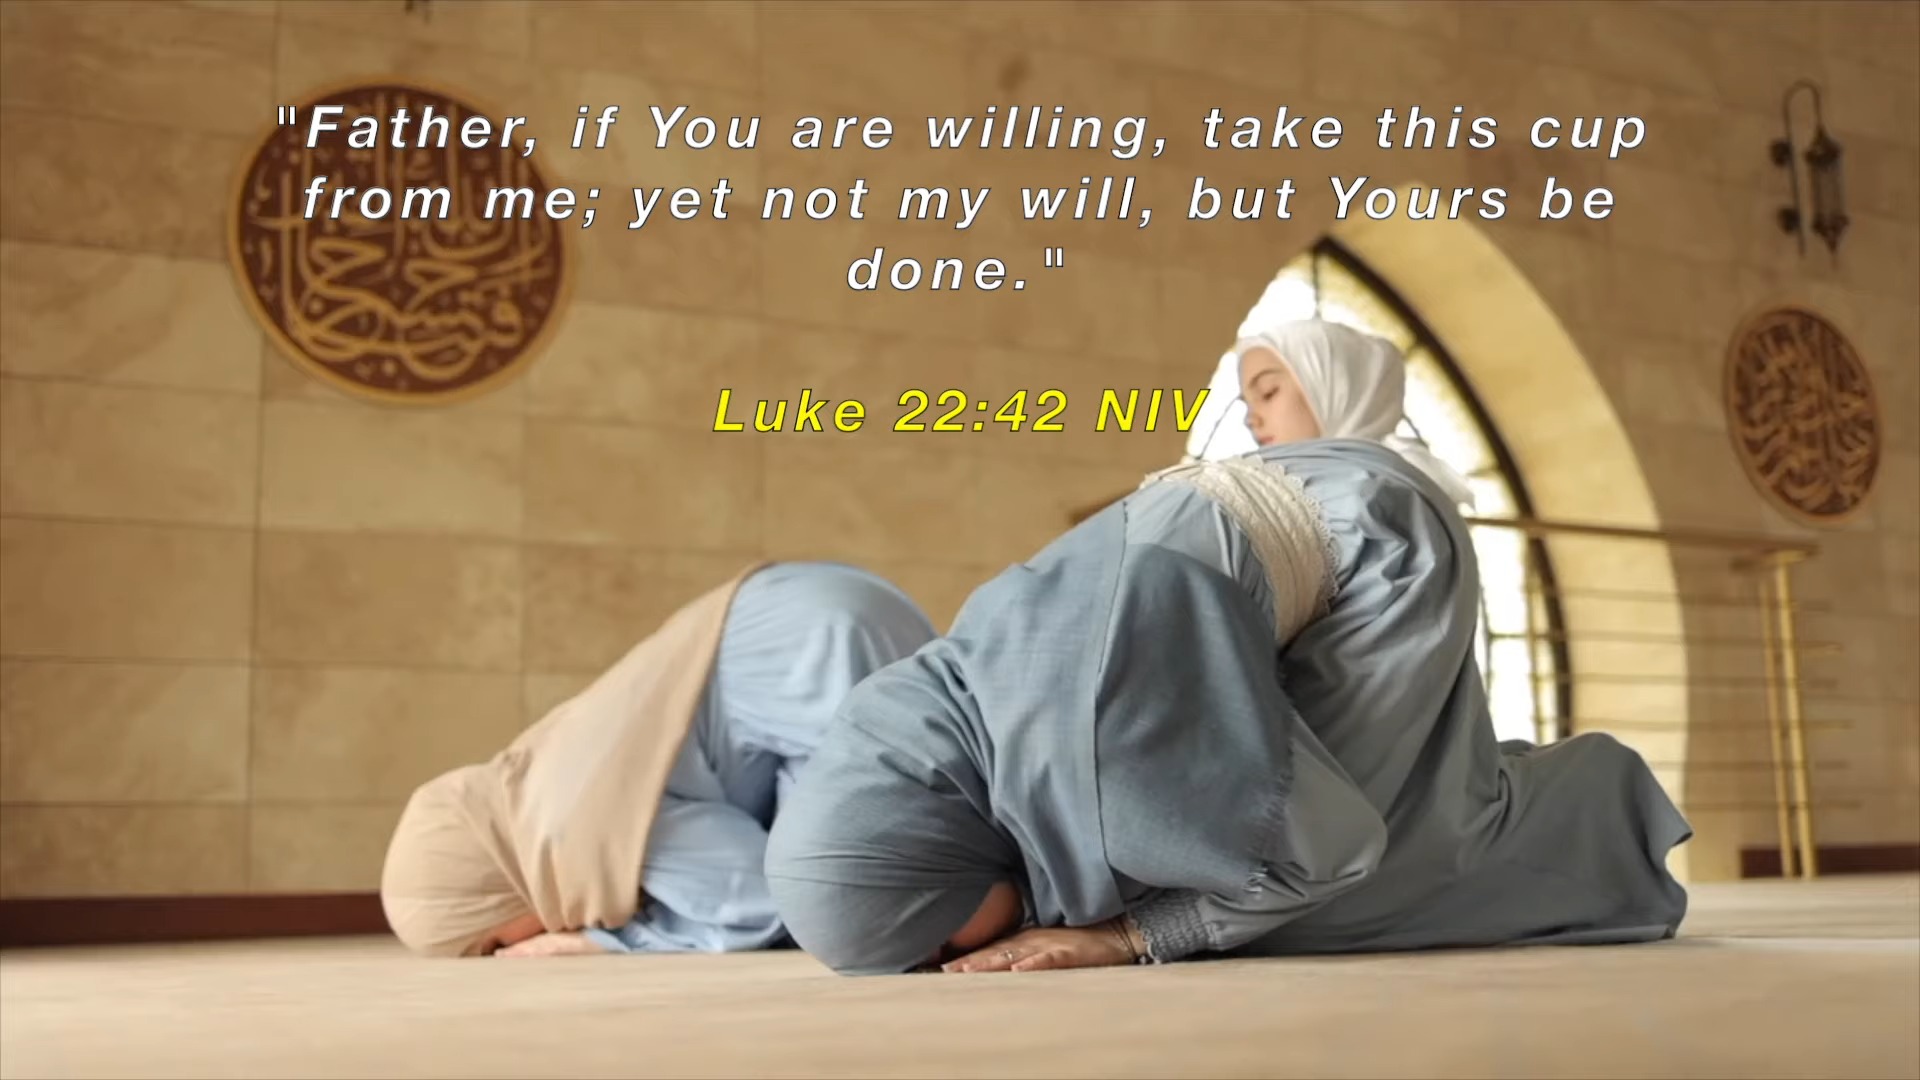 "Father, if You are willing, take this cup
from me; yet not my will, but Yours be
done."
Luke 22:42 NIV